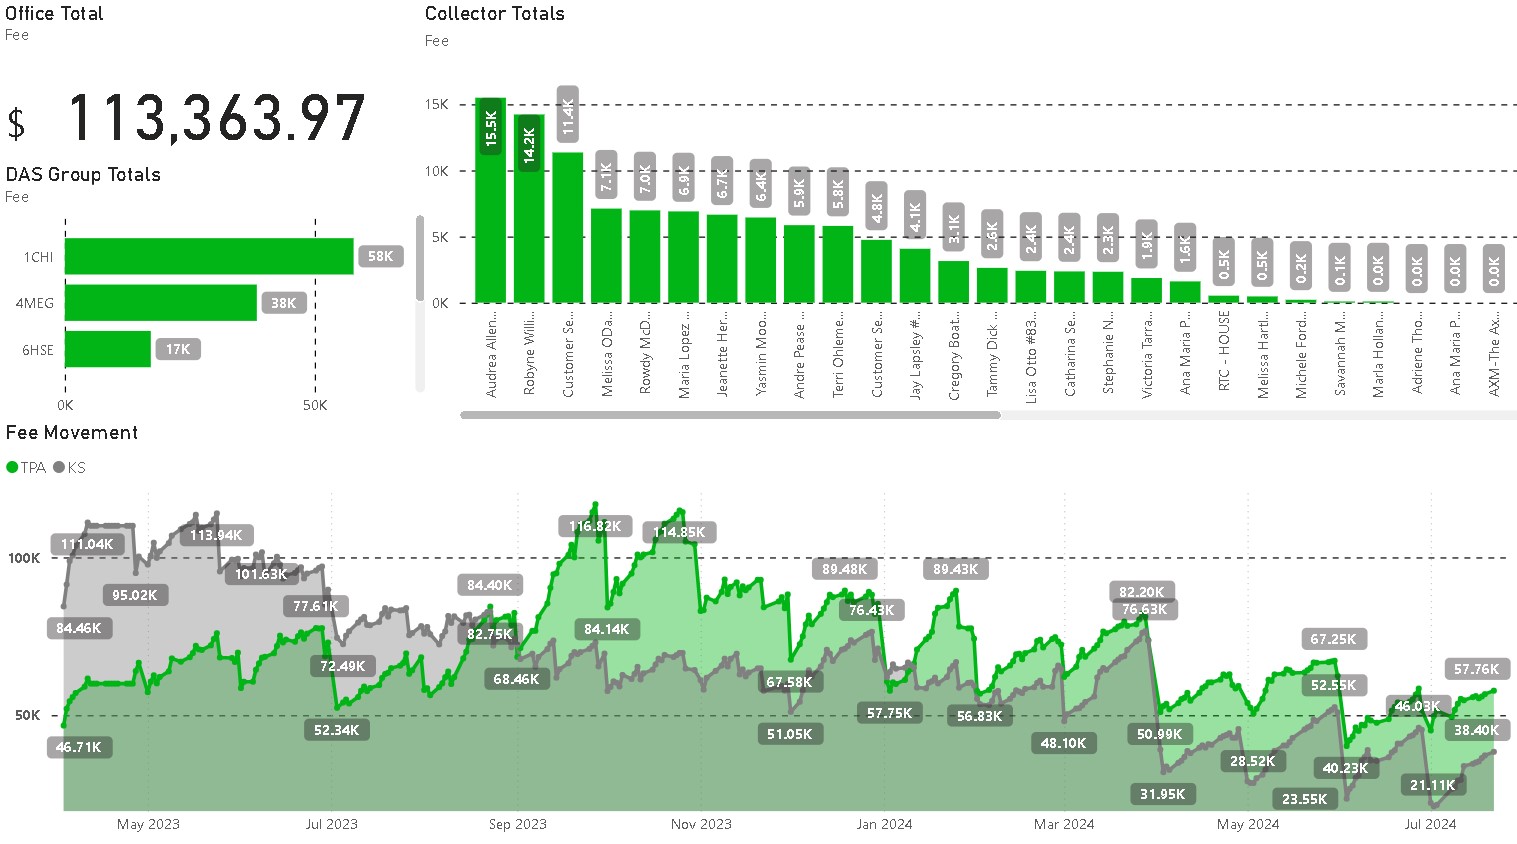 Office Total
Fee
$ 113,363.97
DAS Group Totals
Fee
1CHI 58K
4MEG 38K
6HSE 17K
0K 50K
Collector Totals
Fee
15K
10K
5K
0K
15.5K 14.2K 11.4K 7.1K 7.0K 6.9K 6.7K 6.4K 5.9K 5.8K 4.8K 4.1K 3.1K 2.6K 2.4K 2.4K 2.3K 1.9K 1.6K 0.5K 0.5K 0.2K 0.1K 0.0K 0.0K 0.0K 0.0K
Audrea Allen...
Robyne Willi...
Customer Se...
Melissa ODa...
Rowdy McD...
Maria Lopez ...
Jeanette Her...
Yasmin Moo...
Andre Pease ...
Terri Ohleme...
Customer Se...
Jay Lapsley #...
Gregory Boat...
Tammy Dick ...
Lisa Otto #83...
Catharina Se...
Stephanie N...
Victoria Tarra...
Ana Maria P...
RTC - HOUSE
Melissa Hartl...
Michele Ford...
Savannah M...
Marla Hollan...
Adriene Tho...
Ana Maria P...
AXM-The Ax...
Fee Movement
TPA KS
100K
50K
111.04K
84.46K
46.71K
95.02K
113.94K
101.63K
77.61K
72.49K
52.34K
84.40K
82.75K
68.46K
116.82K
84.14K
114.85K
67.58K
51.05K
89.48K
76.43K
57.75K
89.43K
56.83K
48.10K
82.20K
76.63K
50.99K
31.95K
28.52K
67.25K
52.55K
23.55K
40.23K
46.03K
21.11K
57.76K
38.40K
May 2023 Jul 2023 Sep 2023 Nov 2023 Jan 2024 Mar 2024 May 2024 Jul 2024